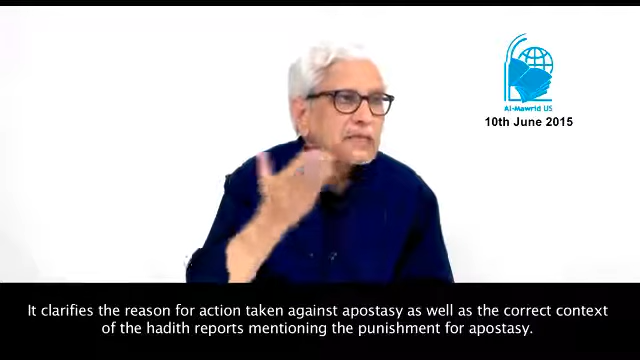 Al-Mawrid US
10th June 2015
It clarifies the reason for action taken against apostasy as well as the correct context
of the hadith reports mentioning the punishment for apostasy.